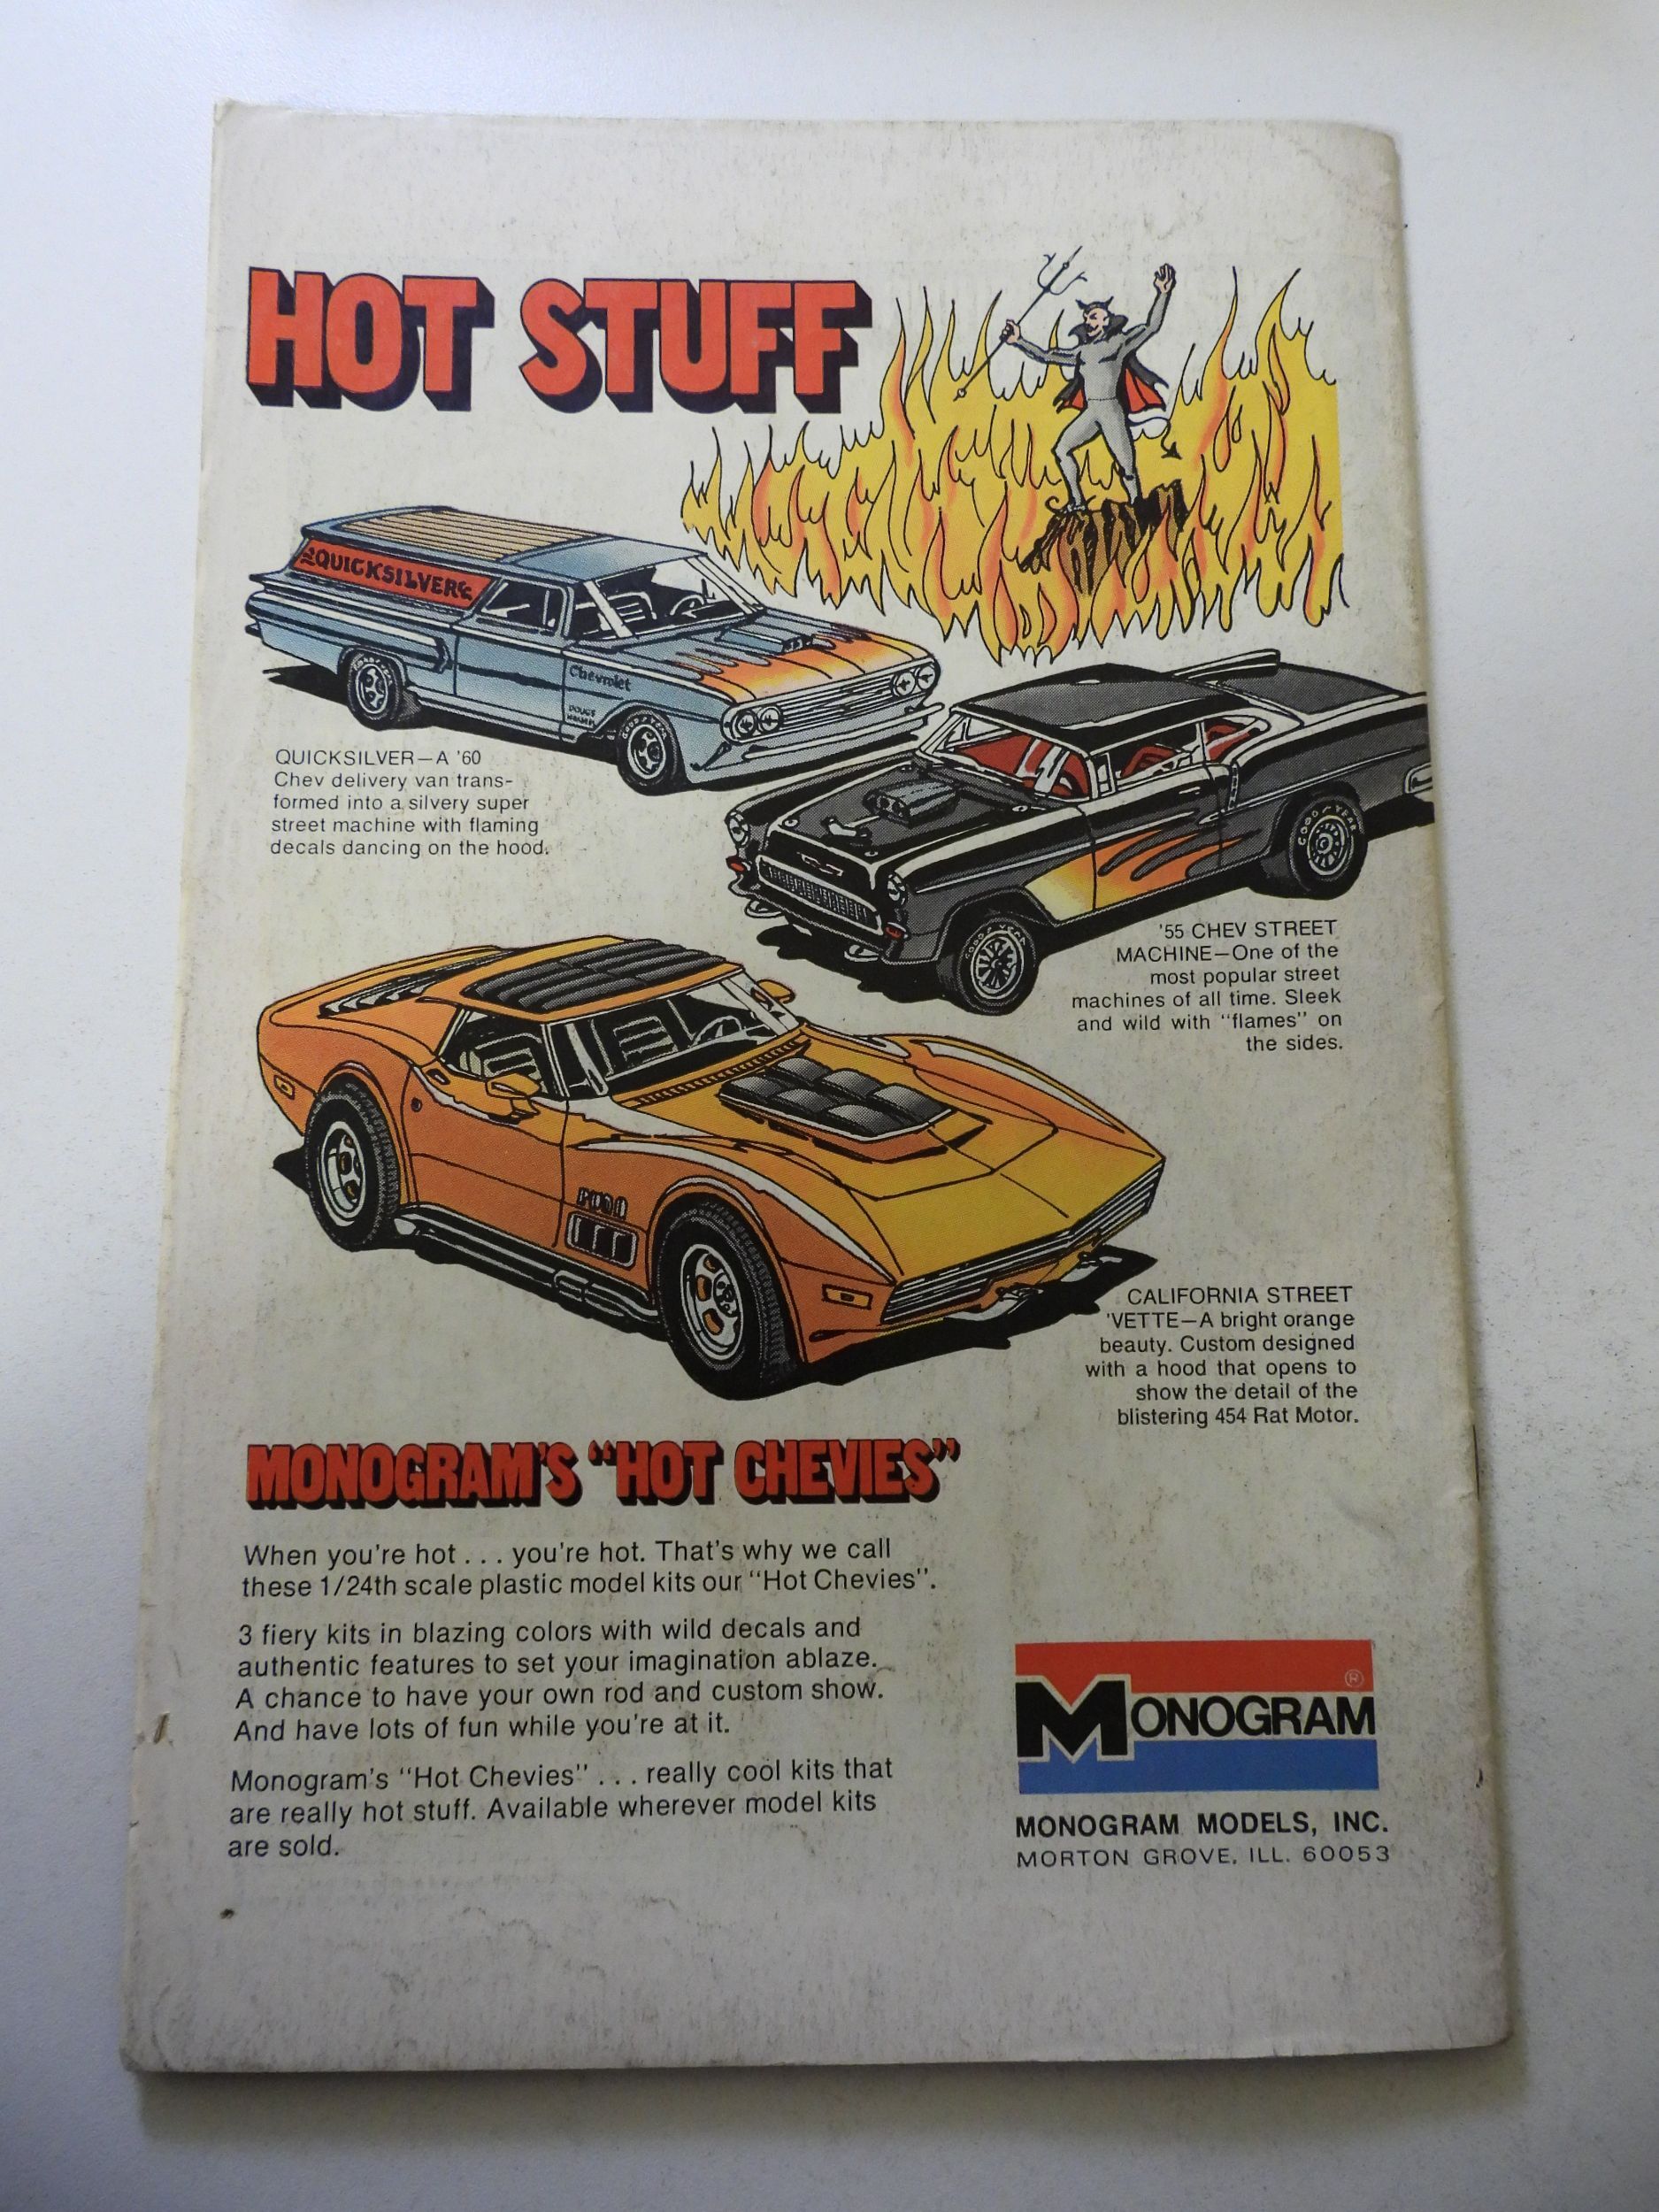 HOT STUFF
QUICKSILVER
Chevrolet
QUICKSILVER—A '60
Chev delivery van trans-
formed into a silvery super
street machine with flaming
decals dancing on the hood.
GOOD YEAR
'55 CHEV STREET
MACHINE—One of the
most popular street
machines of all time. Sleek
and wild with "flames" on
the sides.
CALIFORNIA STREET
'VETTE—A bright orange
beauty. Custom designed
with a hood that opens to
show the detail of the
blistering 454 Rat Motor.
MONOGRAM'S "HOT CHEVIES"
When you're hot . . . you're hot. That's why we call
these 1/24th scale plastic model kits our "Hot Chevies".
3 fiery kits in blazing colors with wild decals and
authentic features to set your imagination ablaze.
A chance to have your own rod and custom show.
And have lots of fun while you're at it.
Monogram's "Hot Chevies" . . . really cool kits that
are really hot stuff. Available wherever model kits
are sold.
MONOGRAM ®
MONOGRAM MODELS, INC.
MORTON GROVE, ILL. 60053